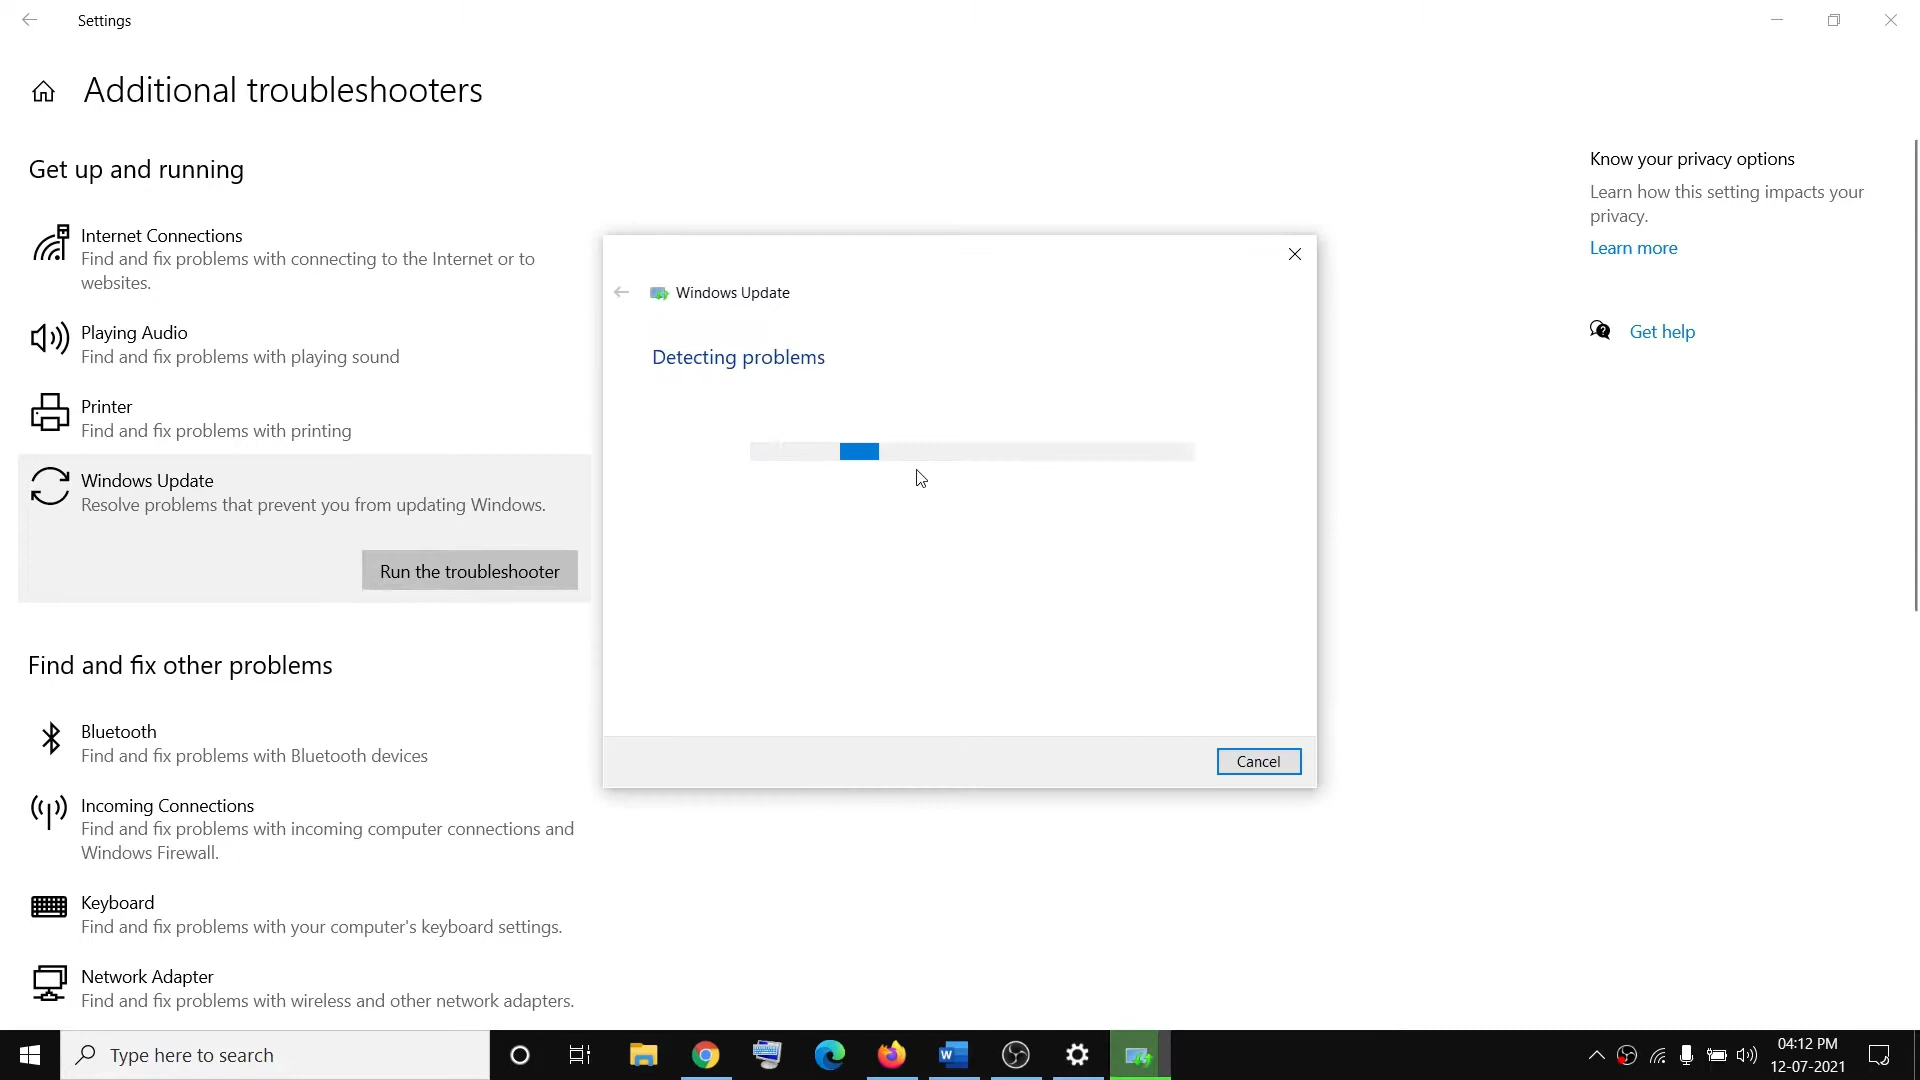 Settings
Additional troubleshooters
Get up and running
Internet Connections
Find and fix problems with connecting to the Internet or to
websites.
Playing Audio
Find and fix problems with playing sound
Printer
Find and fix problems with printing
Windows Update
Resolve problems that prevent you from updating Windows.
Run the troubleshooter
Find and fix other problems
Bluetooth
Find and fix problems with Bluetooth devices
Incoming Connections
Find and fix problems with incoming computer connections and
Windows Firewall.
Keyboard
Find and fix problems with your computer's keyboard settings.
Network Adapter
Find and fix problems with wireless and other network adapters.
Windows Update
Detecting problems
Cancel
Know your privacy options
Learn how this setting impacts your
privacy.
Learn more
Get help
Type here to search
04:12 PM
12-07-2021